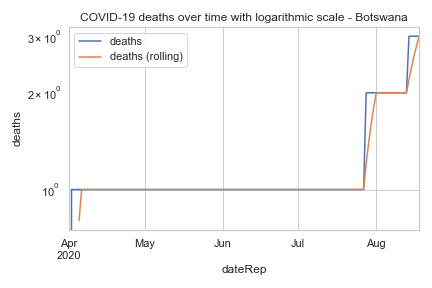 COVID-19 deaths over time with logarithmic scale - Botswana
deaths
deaths (rolling)
3 × 10⁰
2 × 10⁰
10⁰
deaths
Apr
2020
May
Jun
Jul
Aug
dateRep